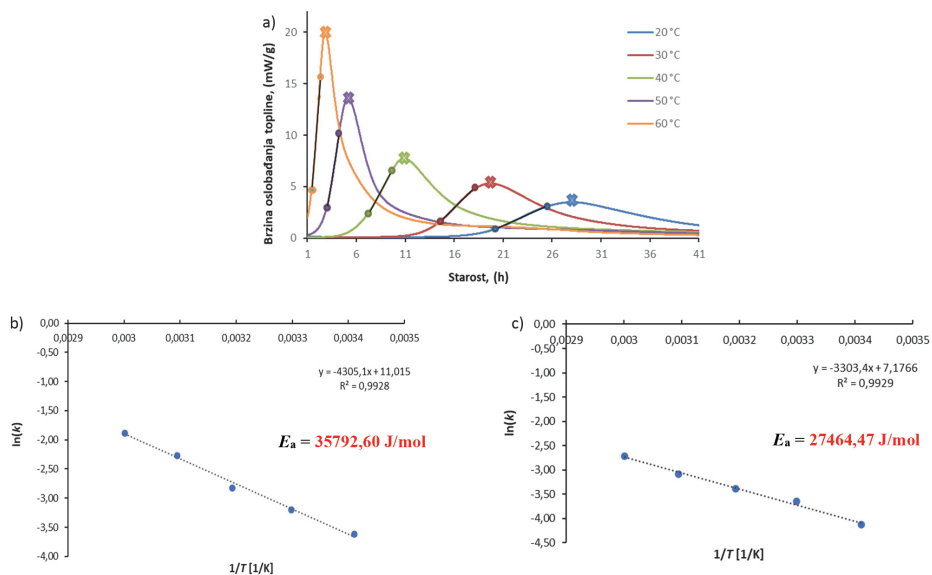 a)
Brzina oslobađanja topline, (mW/g)
20
15
10
5
0
1 6 11 16 21 26 31 36 41
Starost, (h)
20 °C
30 °C
40 °C
50 °C
60 °C
b)
0,00
-0,50
-1,00
-1,50
-2,00
-2,50
-3,00
-3,50
-4,00
0,0029 0,003 0,0031 0,0032 0,0033 0,0034 0,0035
ln(k)
y = -4305,1x + 11,015
R² = 0,9928
Ea = 35792,60 J/mol
1/T [1/K]
c)
0,00
-0,50
-1,00
-1,50
-2,00
-2,50
-3,00
-3,50
-4,00
-4,50
0,0029 0,003 0,0031 0,0032 0,0033 0,0034 0,0035
ln(k)
y = -3303,4x + 7,1766
R² = 0,9929
Ea = 27464,47 J/mol
1/T [1/K]